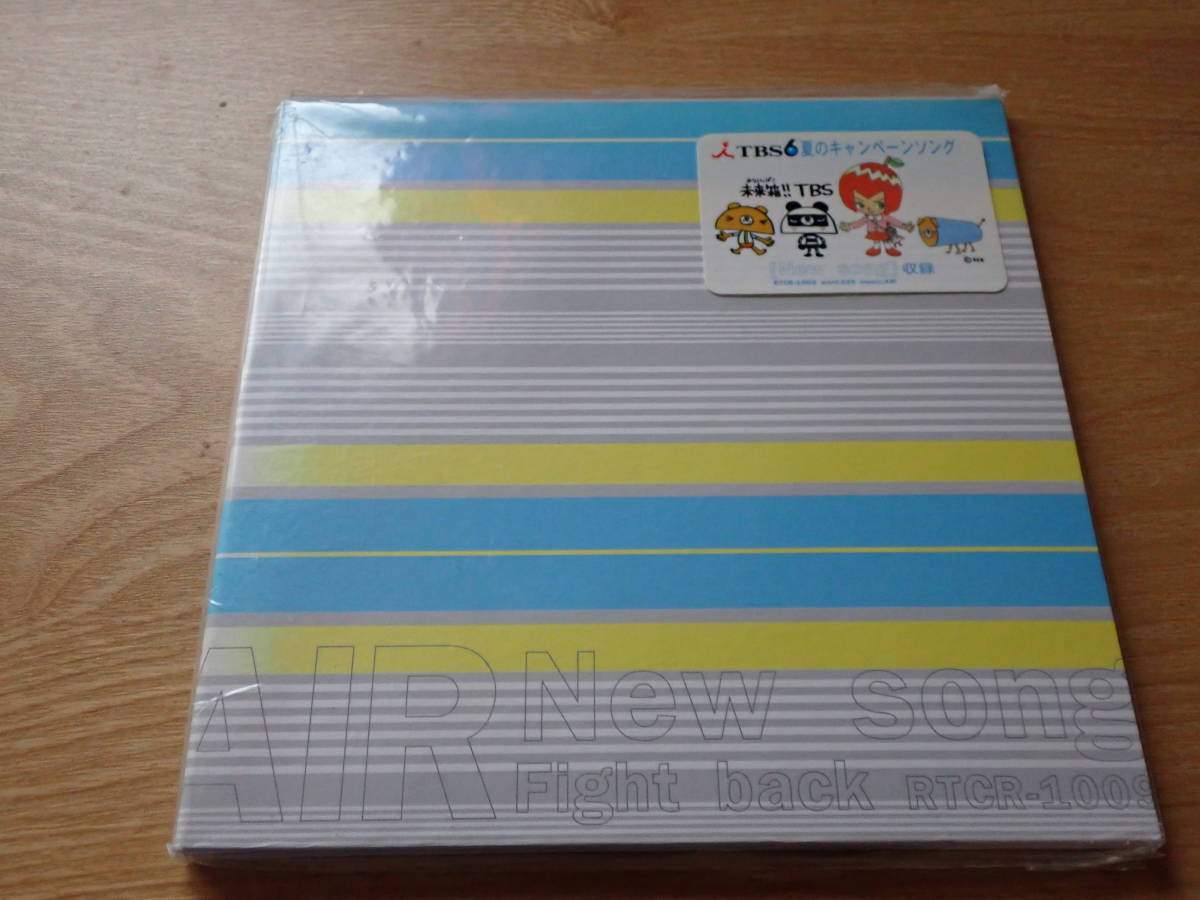 TBS6夏のキャンペーンソング
未来箱!! TBS
[New song]収録
AIR New song
Fight back RTCR-1009